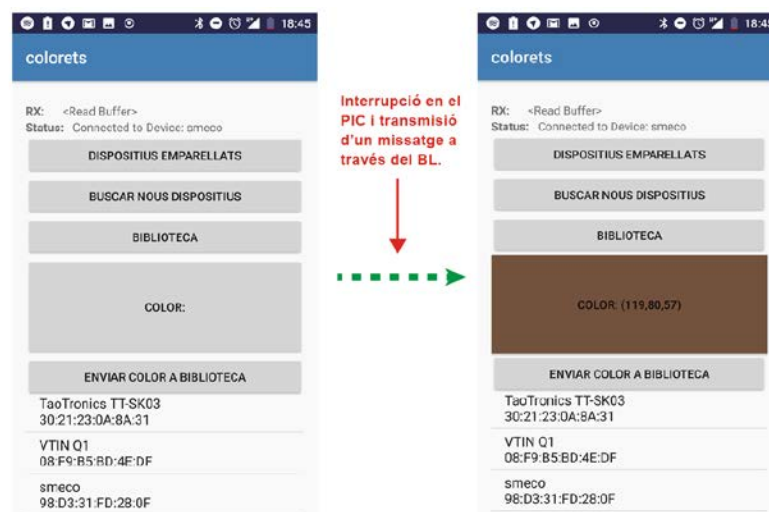 18:45
colorets
RX: <Read Buffer>
Status: Connected to Device: smeco
DISPOSITIUS EMPARELLATS
BUSCAR NOUS DISPOSITIUS
BIBLIOTECA
COLOR:
ENVIAR COLOR A BIBLIOTECA
TaoTronics TT-SK03
30:21:23:0A:8A:31
VTIN Q1
08:F9:B5:BD:4E:DF
smeco
98:D3:31:FD:28:0F
Interrupció en el
PIC i transmisió
d'un missatge a
través del BL.
18:45
colorets
RX: <Read Buffer>
Status: Connected to Device: smeco
DISPOSITIUS EMPARELLATS
BUSCAR NOUS DISPOSITIUS
BIBLIOTECA
COLOR: (119,80,57)
ENVIAR COLOR A BIBLIOTECA
TaoTronics TT-SK03
30:21:23:0A:8A:31
VTIN Q1
08:F9:B5:BD:4E:DF
smeco
98:D3:31:FD:28:0F